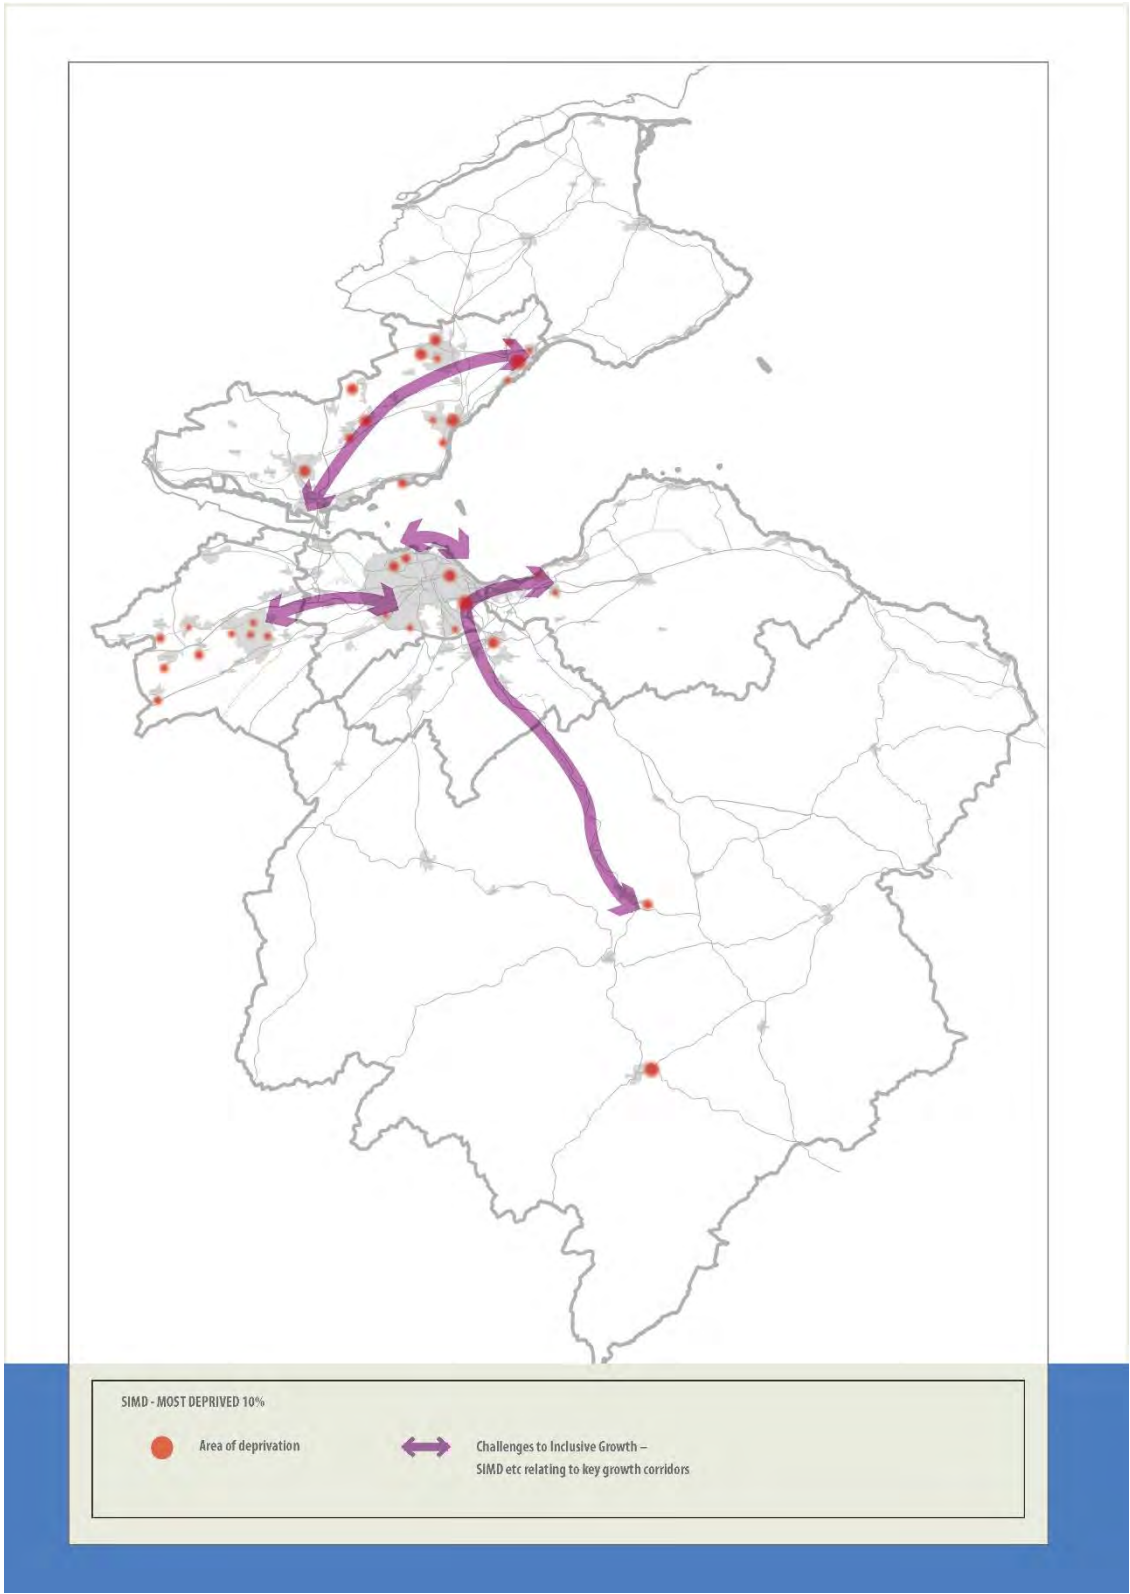 SIMD - MOST DEPRIVED 10%
Area of deprivation
Challenges to Inclusive Growth –
SIMD etc relating to key growth corridors